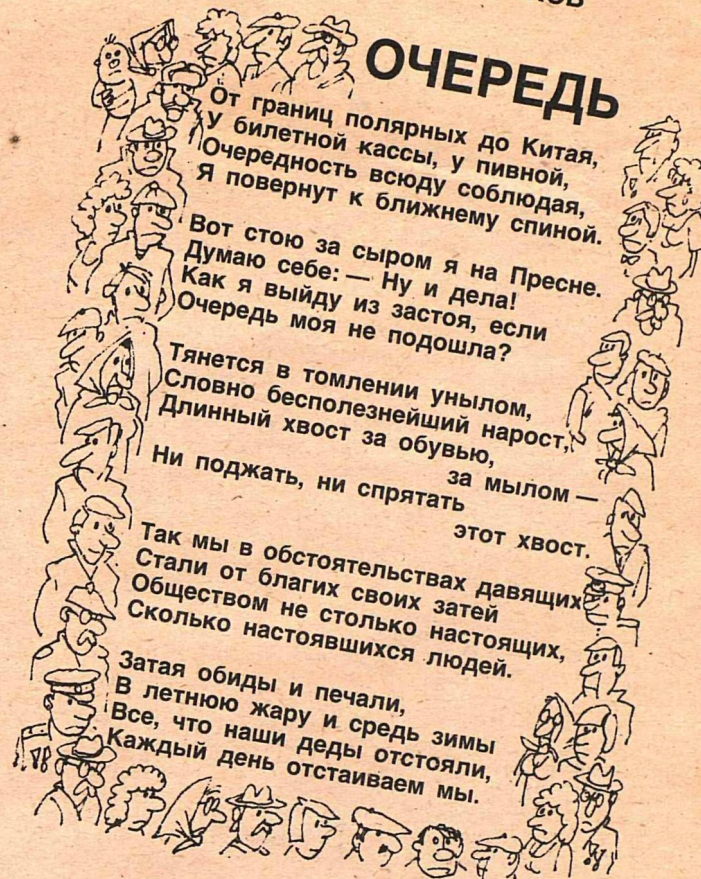 ОЧЕРЕДЬ
От границ полярных до Китая,
У билетной кассы, у пивной,
Очередность всюду соблюдая,
Я повернут к ближнему спиной.
Вот стою за сыром я на Пресне.
Думаю себе: — Ну и дела!
Как я выйду из застоя, если
Очередь моя не подошла?
Тянется в томлении унылом,
Словно бесполезнейший нарост,
Длинный хвост за обувью,
за мылом —
Ни поджать, ни спрятать
этот хвост.
Так мы в обстоятельствах давящих
Стали от благих своих затей
Обществом не столько настоящих,
Сколько настоявшихся людей.
Затая обиды и печали,
В летнюю жару и средь зимы
Все, что наши деды отстояли,
Каждый день отстаиваем мы.